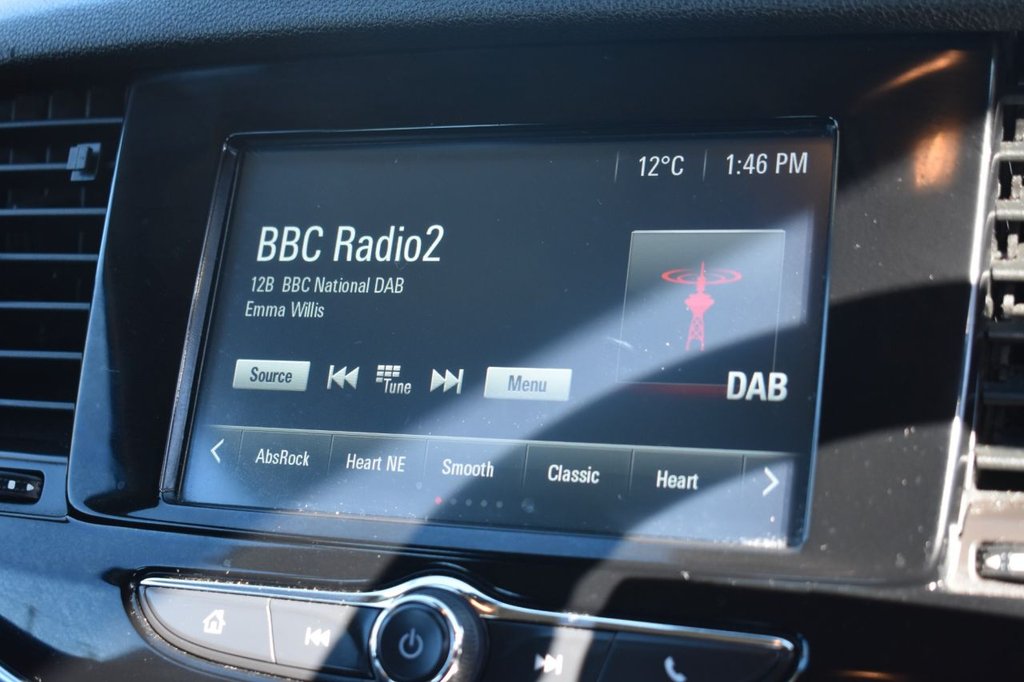 12°C 1:46 PM
BBC Radio2
12B BBC National DAB
Emma Willis
Source Tune Menu
DAB
AbsRock Heart NE Smooth Classic Heart